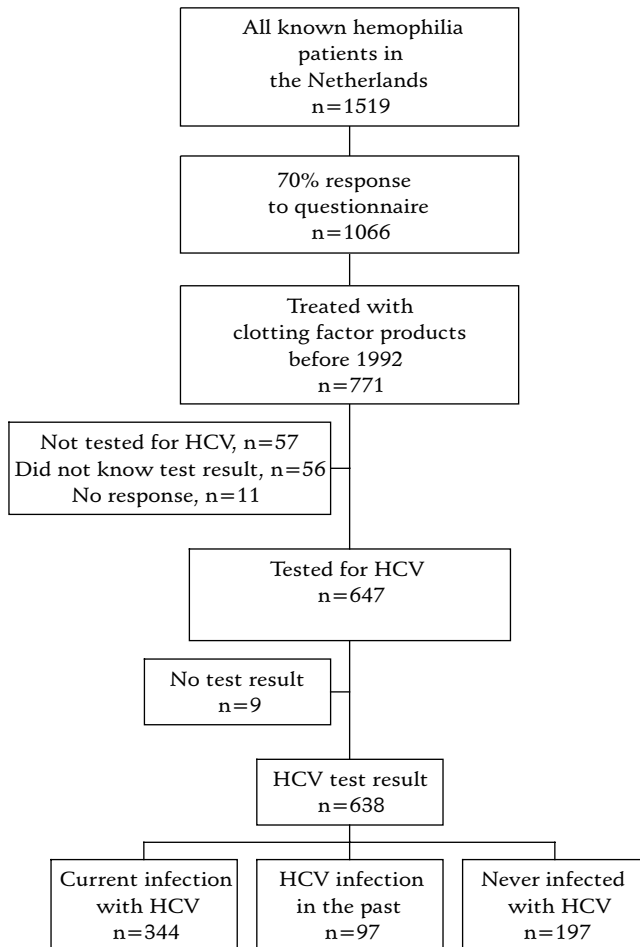 All known hemophilia
patients in
the Netherlands
n=1519
70% response
to questionnaire
n=1066
Treated with
clotting factor products
before 1992
n=771
Not tested for HCV, n=57
Did not know test result, n=56
No response, n=11
Tested for HCV
n=647
No test result
n=9
HCV test result
n=638
Current infection
with HCV
n=344
HCV infection
in the past
n=97
Never infected
with HCV
n=197